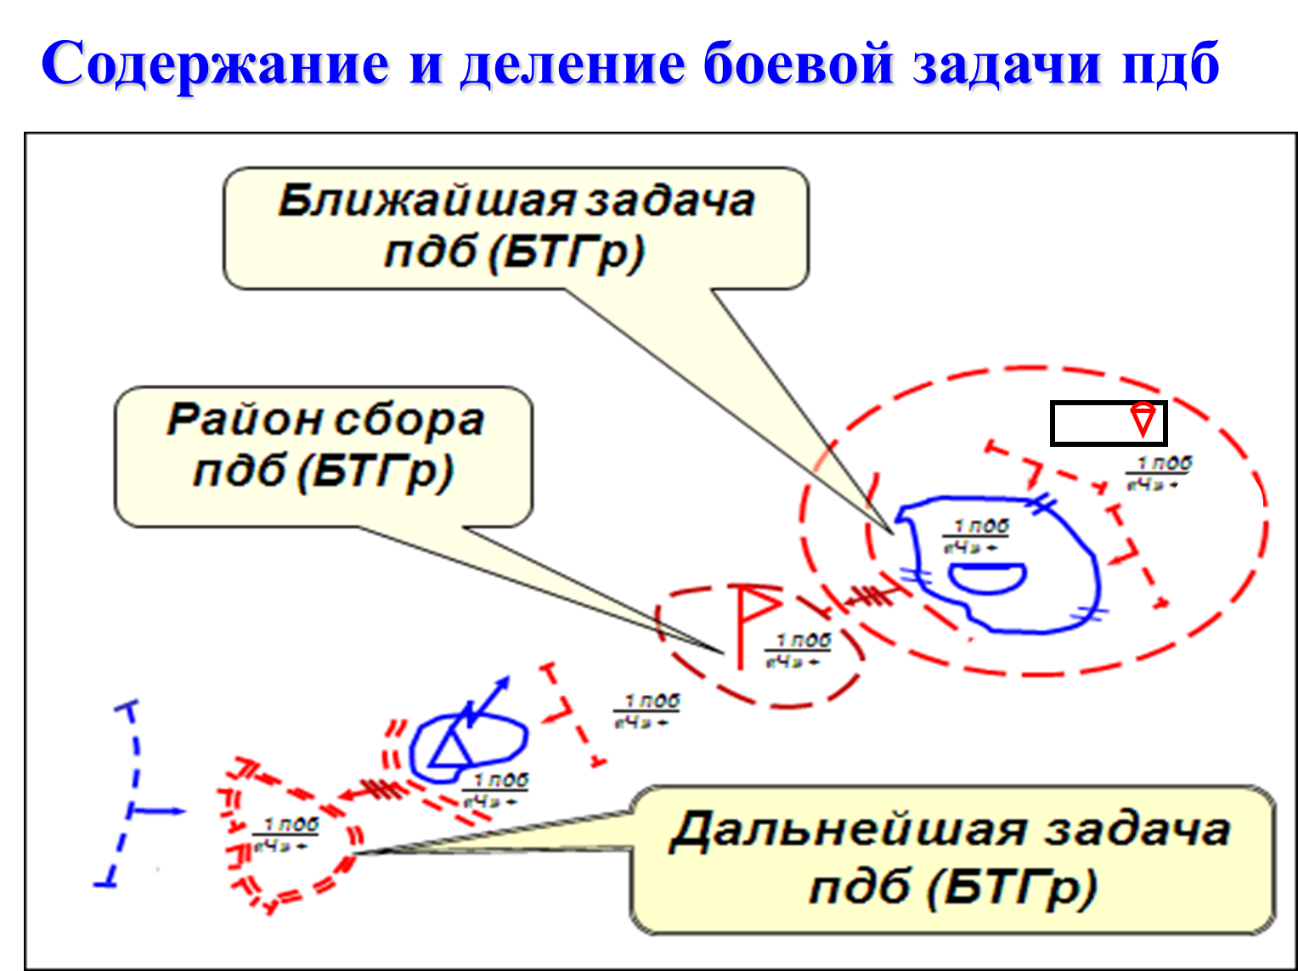 Содержание и деление боевой задачи пдб
Ближайшая задача
пдб (БТГр)
Район сбора
пдб (БТГр)
1 пдб
«Ч» +
1 пдб
«Ч» +
1 пдб
«Ч» +
1 пдб
«Ч» +
1 пдб
«Ч» +
1 пдб
«Ч» +
Дальнейшая задача
пдб (БТГр)